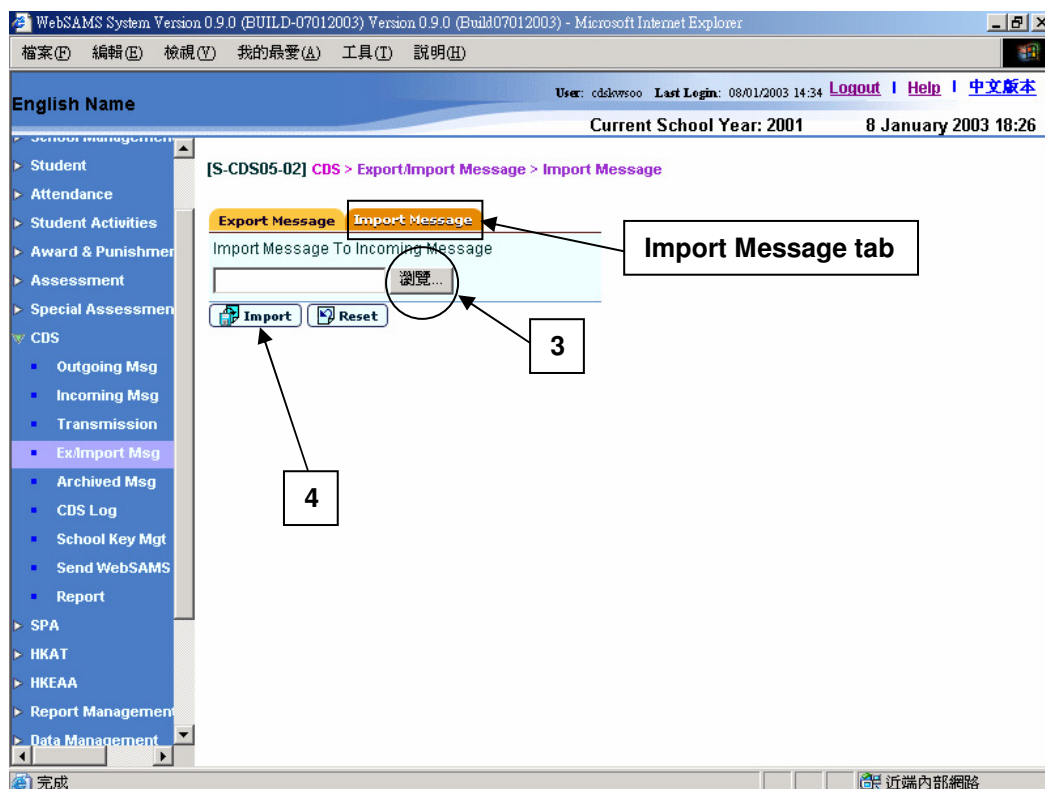 WebSAMS System Version 0.9.0 (BUILD-07012003) Version 0.9.0 (Build07012003) - Microsoft Internet Explorer
檔案(F) 編輯(E) 檢視(V) 我的最愛(A) 工具(T) 說明(H)
English Name
User: cdskwsoo Last Login: 08/01/2003 14:34 Logout | Help | 中文版本
Current School Year: 2001 8 January 2003 18:26
School Management
Student
Attendance
Student Activities
Award & Punishmer
Assessment
Special Assessmen
CDS
Outgoing Msg
Incoming Msg
Transmission
Ex/Import Msg
Archived Msg
CDS Log
School Key Mgt
Send WebSAMS
Report
SPA
HKAT
HKEAA
Report Managemen
Data Management
[S-CDS05-02] CDS > Export/Import Message > Import Message
Export Message Import Message
Import Message To Incoming Message
瀏覽...
Import Reset
Import Message tab
3
4
完成 近端內部網路